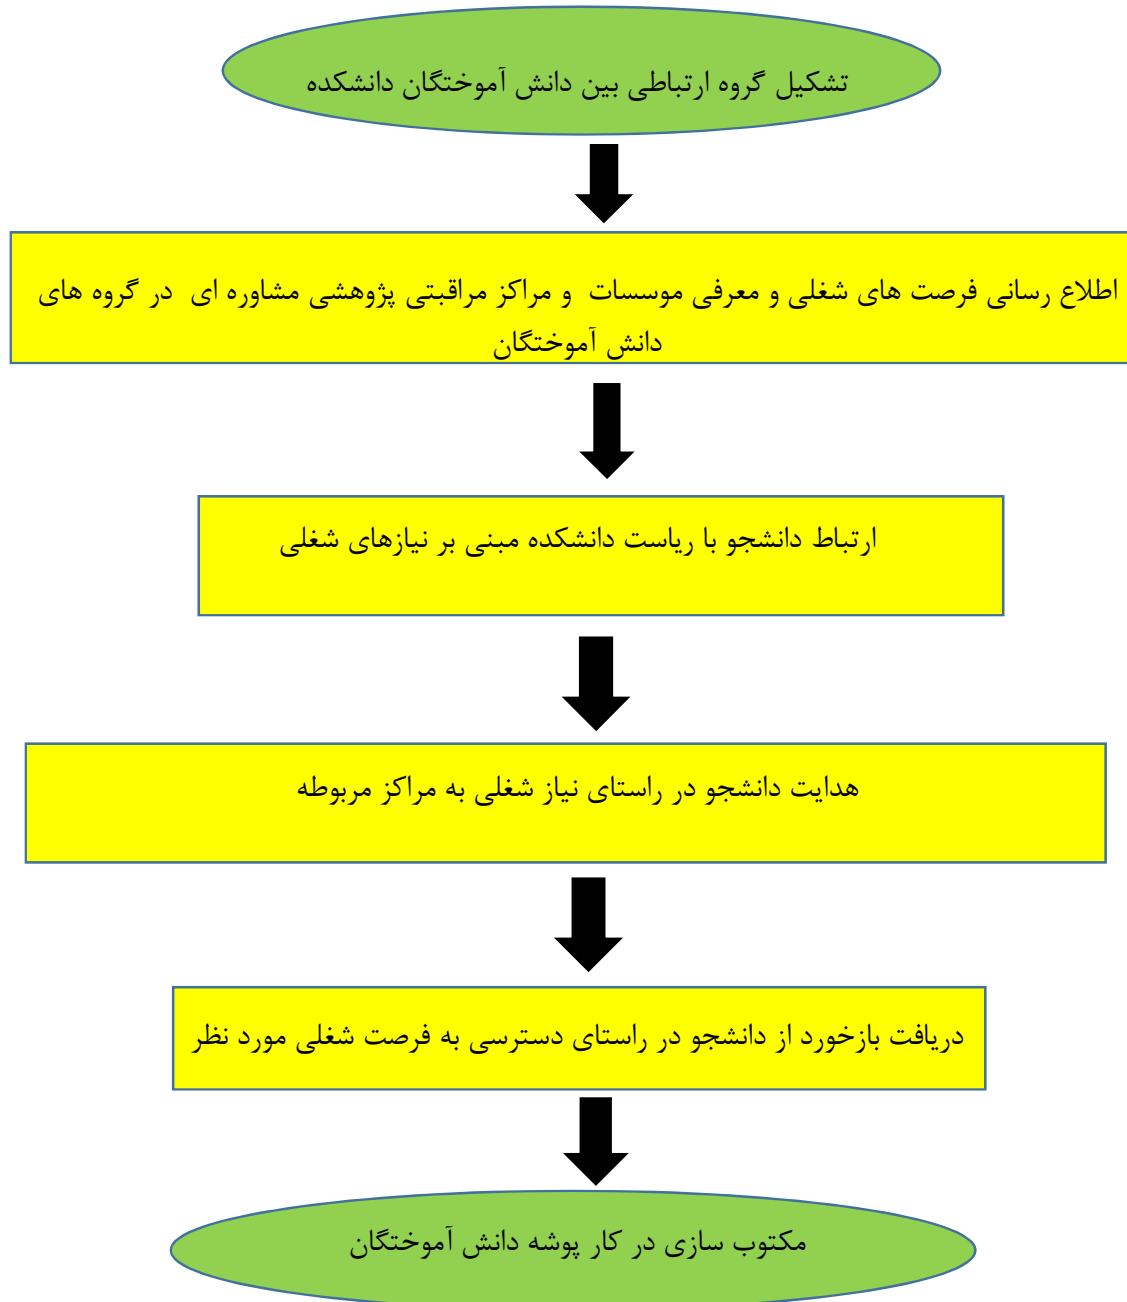 تشکیل گروه ارتباطی بین دانش آموختگان دانشکده
اطلاع رسانی فرصت های شغلی و معرفی موسسات و مراکز مراقبتی پژوهشی مشاوره ای در گروه های
دانش آموختگان
ارتباط دانشجو با ریاست دانشکده مبنی بر نیازهای شغلی
هدایت دانشجو در راستای نیاز شغلی به مراکز مربوطه
دریافت بازخورد از دانشجو در راستای دسترسی به فرصت شغلی مورد نظر
مکتوب سازی در کار پوشه دانش آموختگان